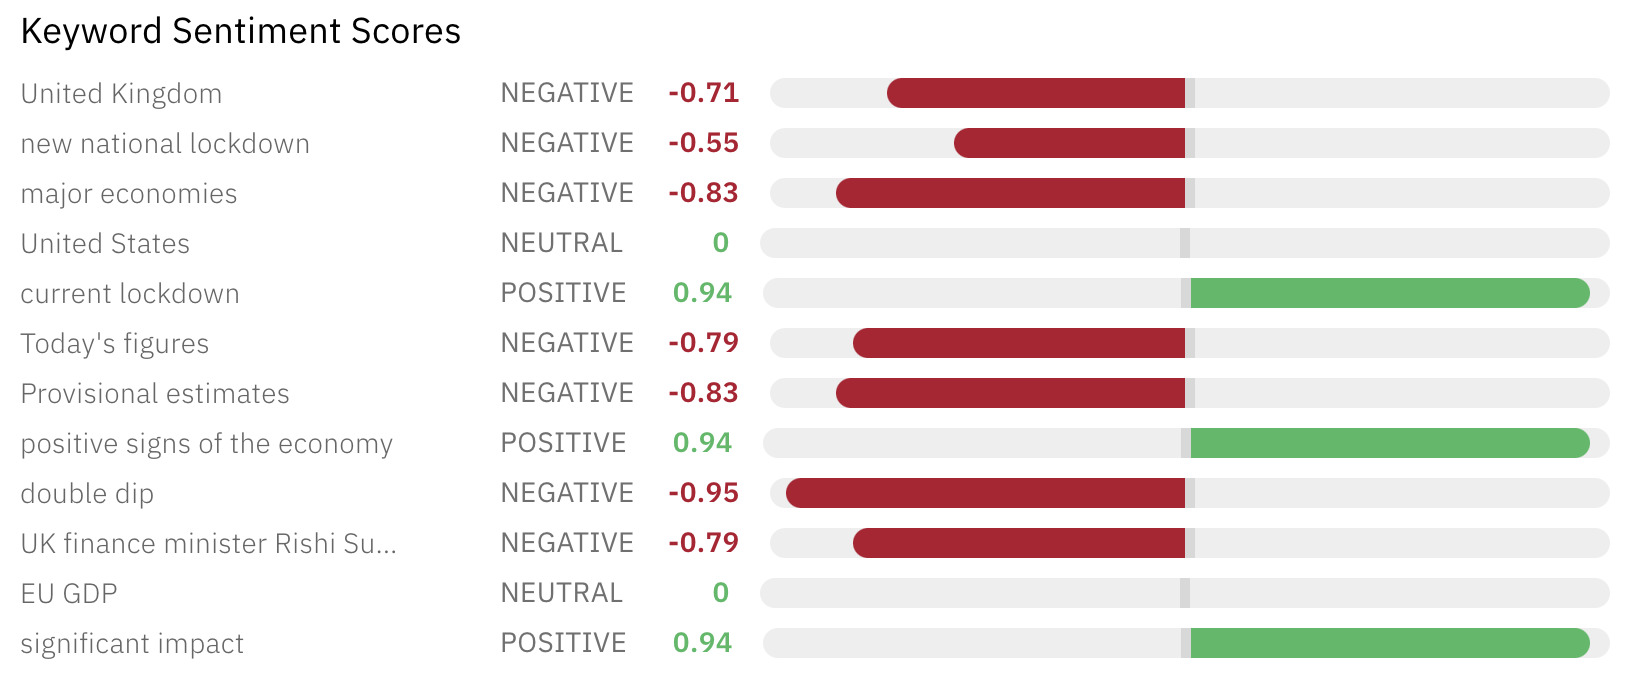 Keyword Sentiment Scores
United Kingdom NEGATIVE -0.71
new national lockdown NEGATIVE -0.55
major economies NEGATIVE -0.83
United States NEUTRAL 0
current lockdown POSITIVE 0.94
Today's figures NEGATIVE -0.79
Provisional estimates NEGATIVE -0.83
positive signs of the economy POSITIVE 0.94
double dip NEGATIVE -0.95
UK finance minister Rishi Su... NEGATIVE -0.79
EU GDP NEUTRAL 0
significant impact POSITIVE 0.94